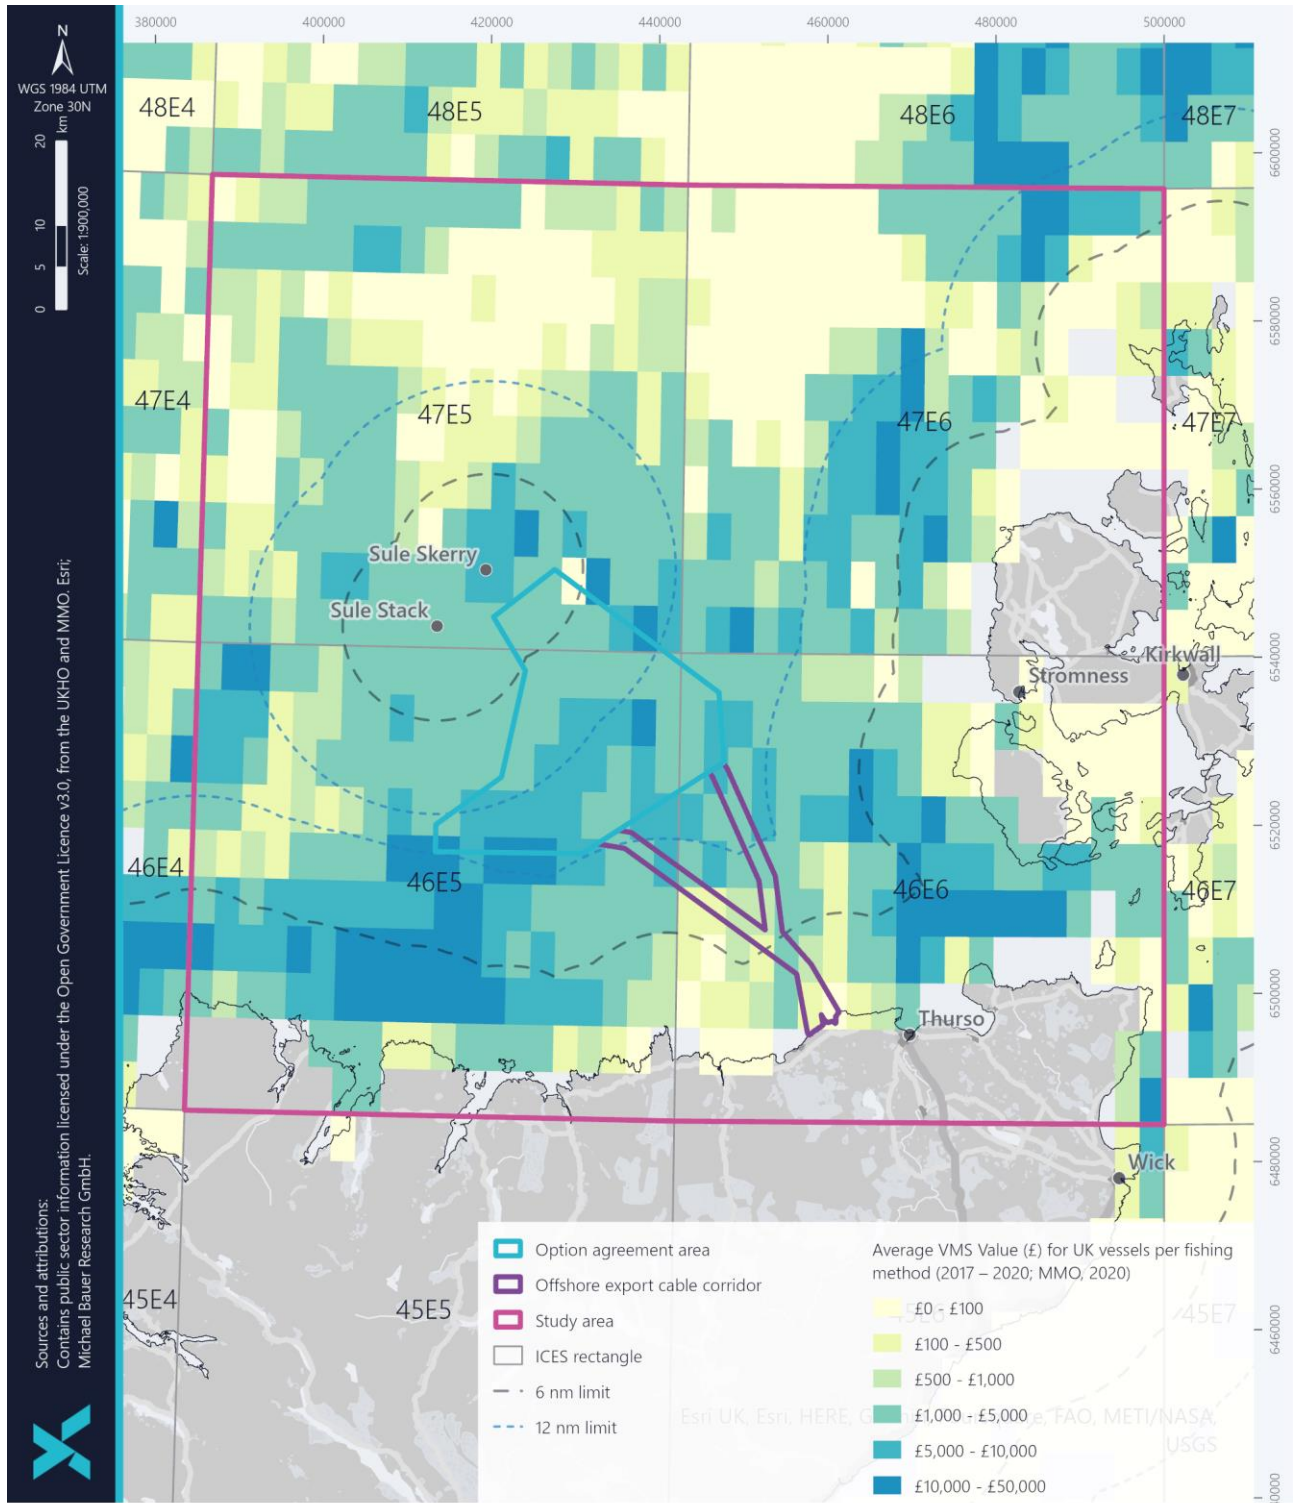 380000
400000
420000
440000
460000
480000
500000
N
WGS 1984 UTM
Zone 30N
0
5
10
20
km
Scale: 1:900,000
Sources and attributions:
Contains public sector information licensed under the Open Government Licence v3.0, from the UKHO and MMO. Esri;
Michael Bauer Research GmbH.
48E4
48E5
48E6
48E7
6600000
6580000
47E4
47E5
47E6
47E7
6560000
Sule Skerry
Sule Stack
6540000
Kirkwall
Stromness
6520000
46E4
46E5
46E6
46E7
6500000
Thurso
6480000
Wick
45E4
45E5
45E6
45E7
6460000
Option agreement area
Offshore export cable corridor
Study area
ICES rectangle
6 nm limit
12 nm limit
Average VMS Value (£) for UK vessels per fishing
method (2017 – 2020; MMO, 2020)
£0 - £100
£100 - £500
£500 - £1,000
£1,000 - £5,000
£5,000 - £10,000
£10,000 - £50,000
Esri UK, Esri, HERE, FAO, METI/NASA,
USGS